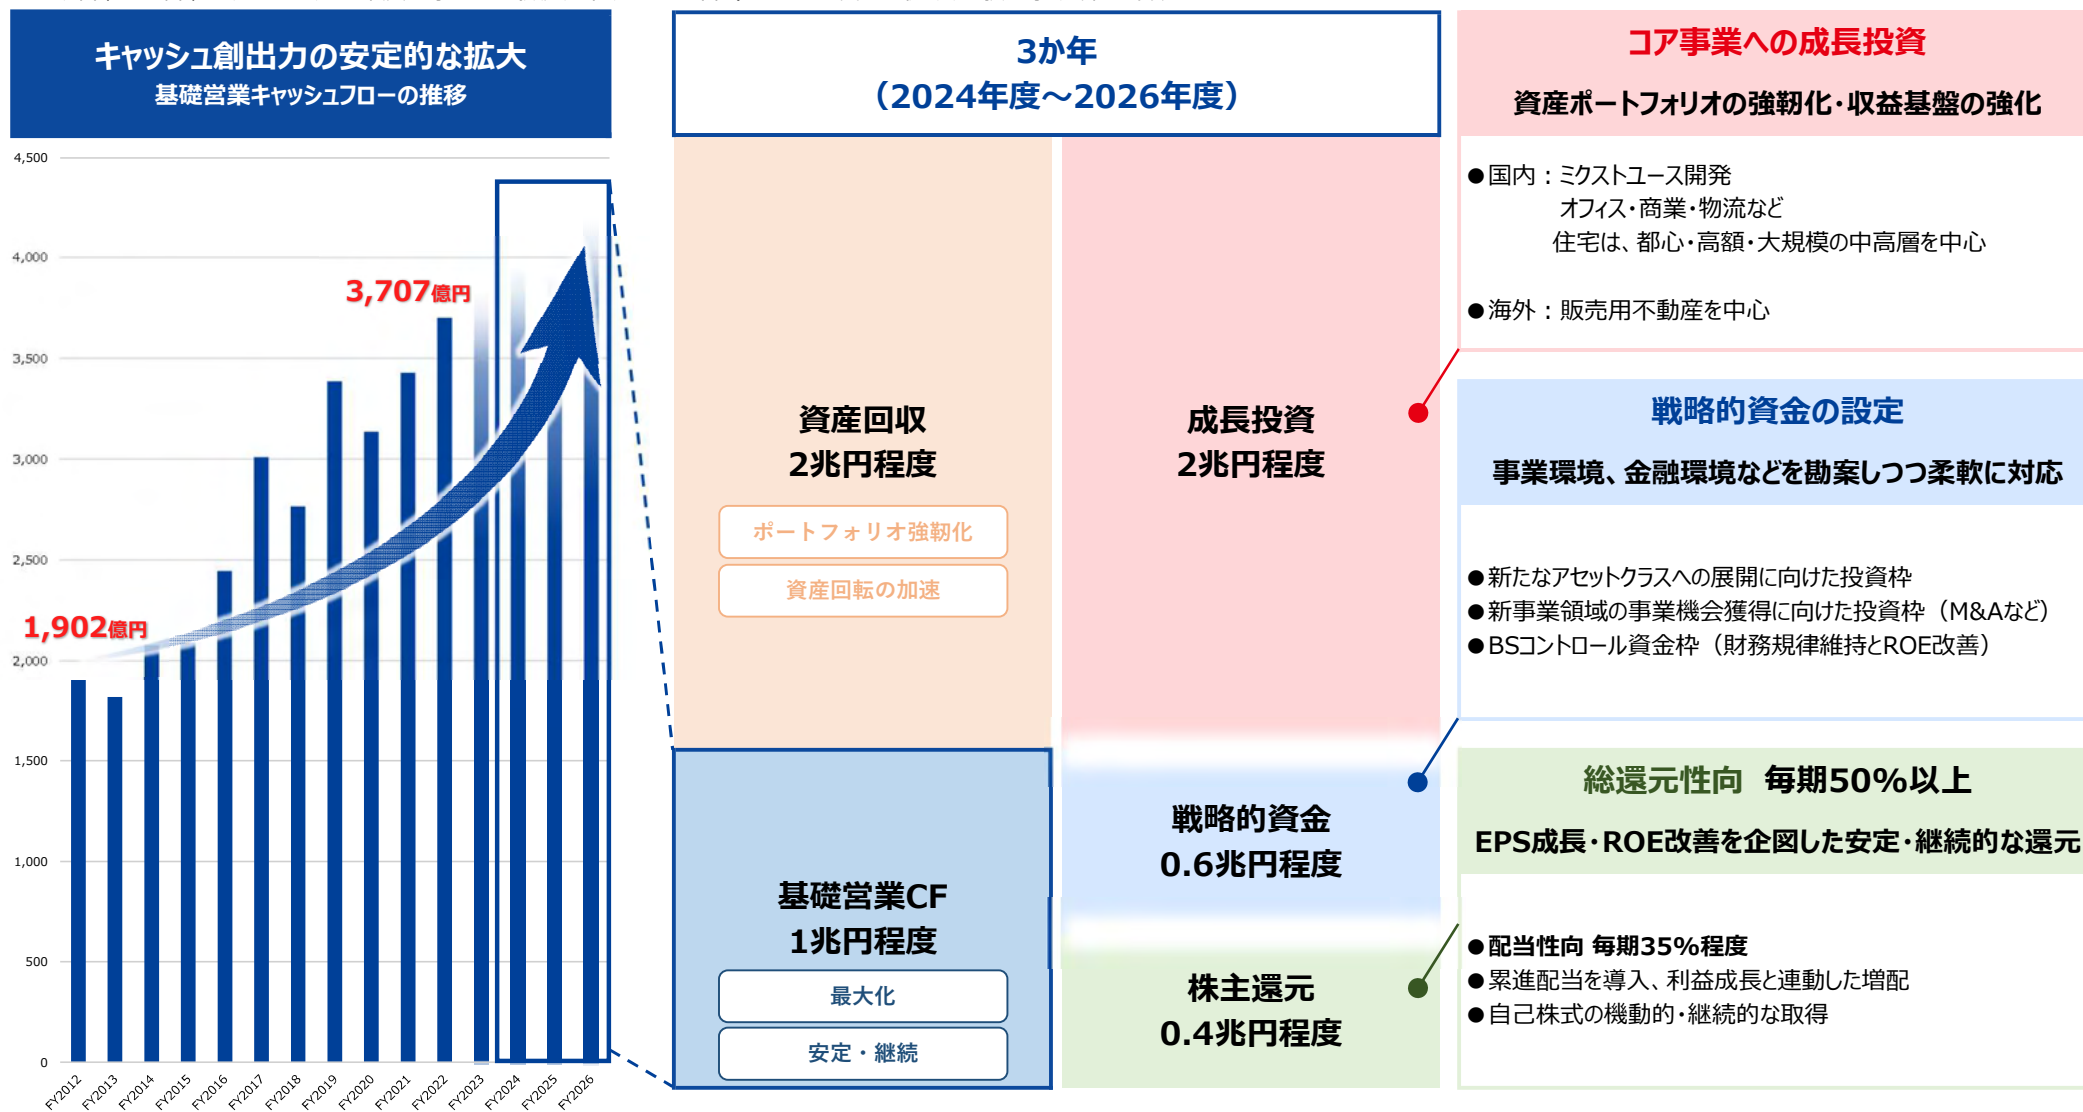 キャッシュ創出力の安定的な拡大
基礎営業キャッシュフローの推移
4,500
4,000
3,500
3,000
2,500
2,000
1,500
1,000
500
0
3,707億円
1,902億円
FY2012
FY2013
FY2014
FY2015
FY2016
FY2017
FY2018
FY2019
FY2020
FY2021
FY2022
FY2023
FY2024
FY2025
FY2026
3か年
（2024年度～2026年度）
資産回収
2兆円程度
ポートフォリオ強靭化
資産回転の加速
基礎営業CF
1兆円程度
最大化
安定・継続
成長投資
2兆円程度
戦略的資金
0.6兆円程度
株主還元
0.4兆円程度
コア事業への成長投資
資産ポートフォリオの強靭化・収益基盤の強化
●国内：ミクストユース開発
オフィス・商業・物流など
住宅は、都心・高額・大規模の中高層を中心
●海外：販売用不動産を中心
戦略的資金の設定
事業環境、金融環境などを勘案しつつ柔軟に対応
●新たなアセットクラスへの展開に向けた投資枠
●新事業領域の事業機会獲得に向けた投資枠（M&Aなど）
●BSコントロール資金枠（財務規律維持とROE改善）
総還元性向 毎期50%以上
EPS成長・ROE改善を企図した安定・継続的な還元
●配当性向 毎期35%程度
●累進配当を導入、利益成長と連動した増配
●自己株式の機動的・継続的な取得